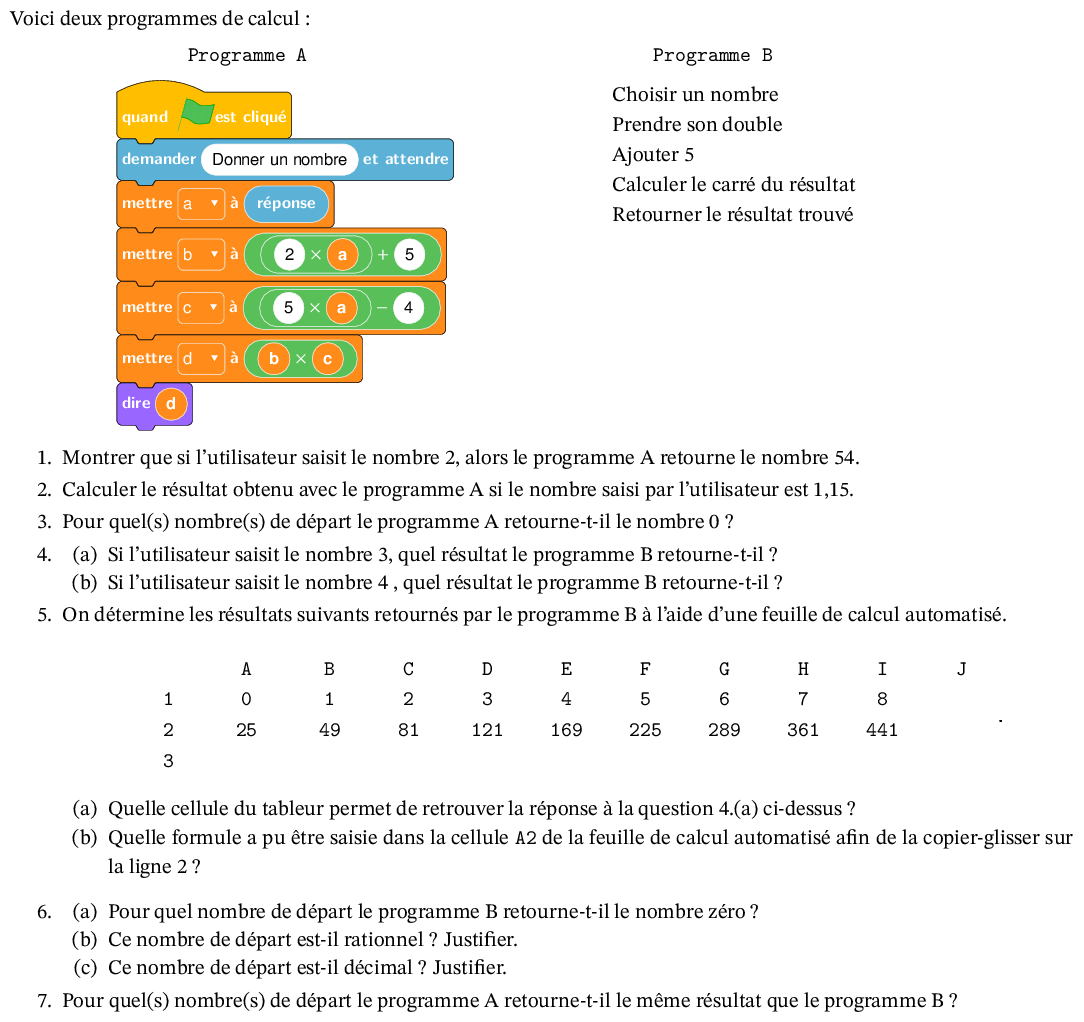 Voici deux programmes de calcul :
Programme A
Programme B
quand est cliqué
demander Donner un nombre et attendre
mettre a ▼ à réponse
mettre b ▼ à 2 × a + 5
mettre c ▼ à 5 × a − 4
mettre d ▼ à b × c
dire d
Choisir un nombre
Prendre son double
Ajouter 5
Calculer le carré du résultat
Retourner le résultat trouvé
1. Montrer que si l'utilisateur saisit le nombre 2, alors le programme A retourne le nombre 54.
2. Calculer le résultat obtenu avec le programme A si le nombre saisi par l'utilisateur est 1,15.
3. Pour quel(s) nombre(s) de départ le programme A retourne-t-il le nombre 0 ?
4. (a) Si l'utilisateur saisit le nombre 3, quel résultat le programme B retourne-t-il ?
(b) Si l'utilisateur saisit le nombre 4 , quel résultat le programme B retourne-t-il ?
5. On détermine les résultats suivants retournés par le programme B à l'aide d'une feuille de calcul automatisé.
A B C D E F G H I J
1 0 1 2 3 4 5 6 7 8
2 25 49 81 121 169 225 289 361 441 .
3
(a) Quelle cellule du tableur permet de retrouver la réponse à la question 4.(a) ci-dessus ?
(b) Quelle formule a pu être saisie dans la cellule A2 de la feuille de calcul automatisé afin de la copier-glisser sur
la ligne 2 ?
6. (a) Pour quel nombre de départ le programme B retourne-t-il le nombre zéro ?
(b) Ce nombre de départ est-il rationnel ? Justifier.
(c) Ce nombre de départ est-il décimal ? Justifier.
7. Pour quel(s) nombre(s) de départ le programme A retourne-t-il le même résultat que le programme B ?